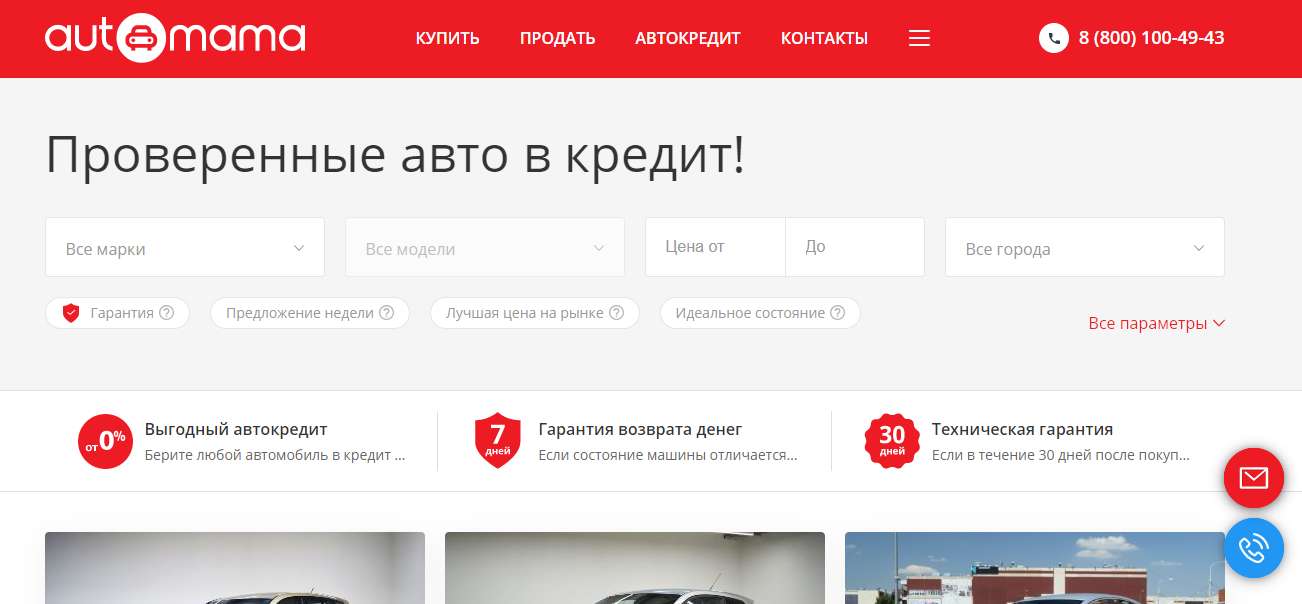 automama
КУПИТЬ ПРОДАТЬ АВТОКРЕДИТ КОНТАКТЫ 8 (800) 100-49-43
Проверенные авто в кредит!
Все марки Все модели Цена от До Все города
Гарантия ? Предложение недели ? Лучшая цена на рынке ? Идеальное состояние ?
Все параметры
от 0%
Выгодный автокредит
Берите любой автомобиль в кредит ...
7 дней
Гарантия возврата денег
Если состояние машины отличается...
30 дней
Техническая гарантия
Если в течение 30 дней после покуп...